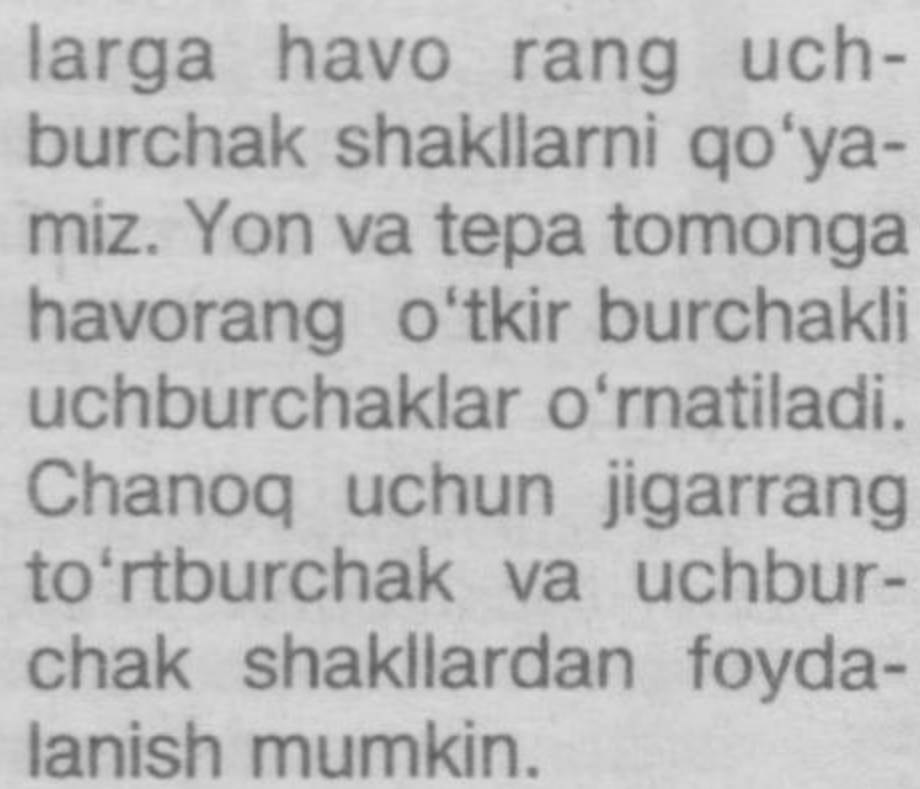 larga havo rang uch-
burchak shakllarni qo‘ya-
miz. Yon va tepa tomonga
havorang o‘tkir burchakli
uchburchaklar o‘rnatiladi.
Chanoq uchun jigarrang
to‘rtburchak va uchbur-
chak shakllardan foyda-
lanish mumkin.